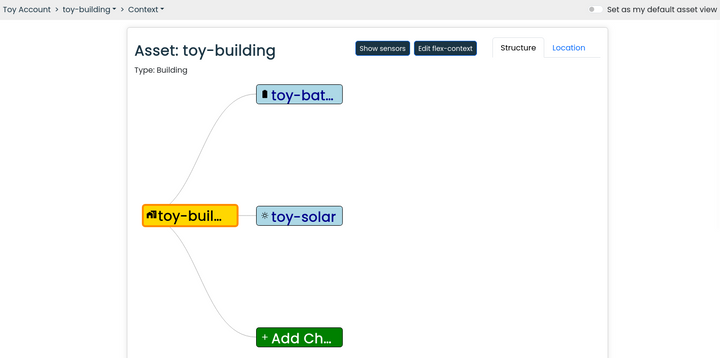 Toy Account > toy-building > Context
Set as my default asset view
Asset: toy-building
Show sensors
Edit flex-context
Structure
Location
Type: Building
toy-bat...
toy-buil...
toy-solar
+ Add Ch...